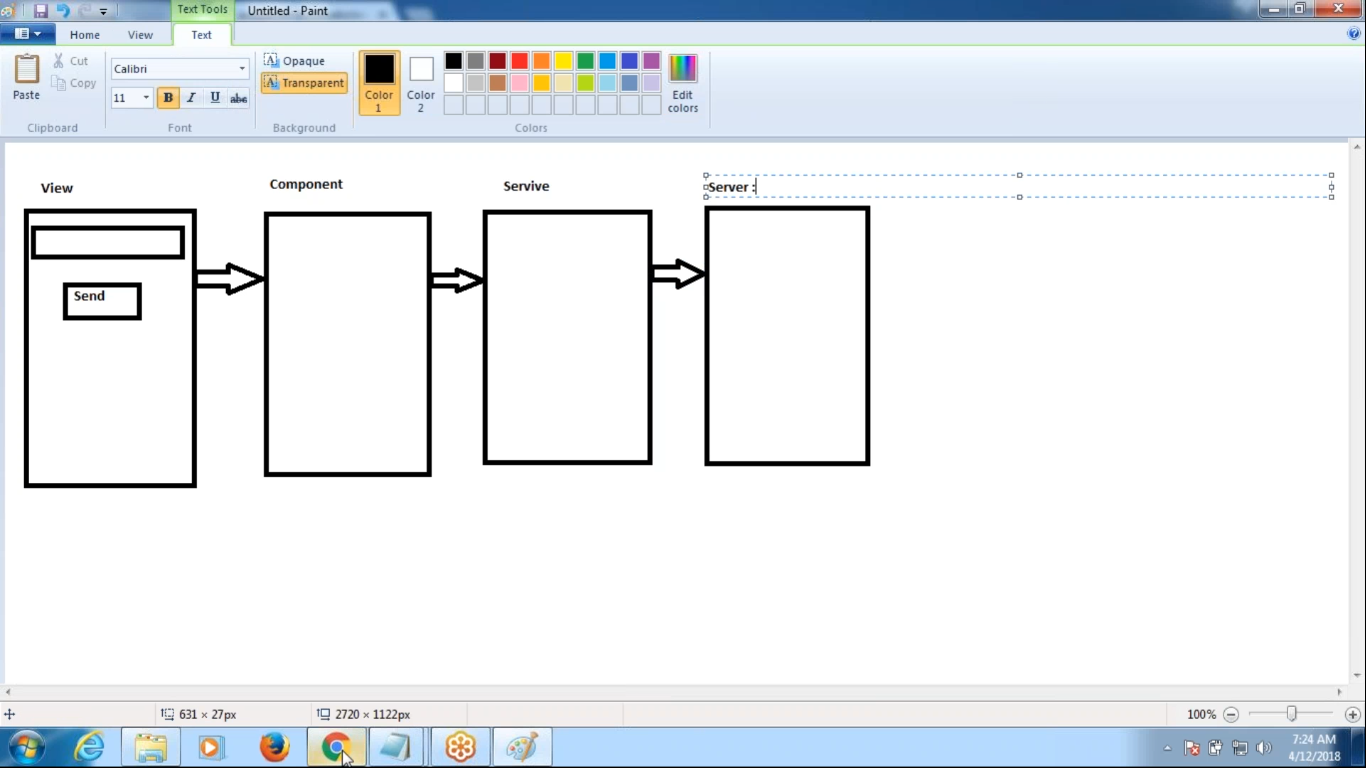 Text Tools
Untitled - Paint
Home
View
Text
Paste
Cut
Copy
Clipboard
Calibri
11
B I U abc
Font
Opaque
Transparent
Background
Color 1
Color 2
Edit colors
Colors
View
Component
Servive
Server :
Send
631 × 27px
2720 × 1122px
100%
7:24 AM
4/12/2018